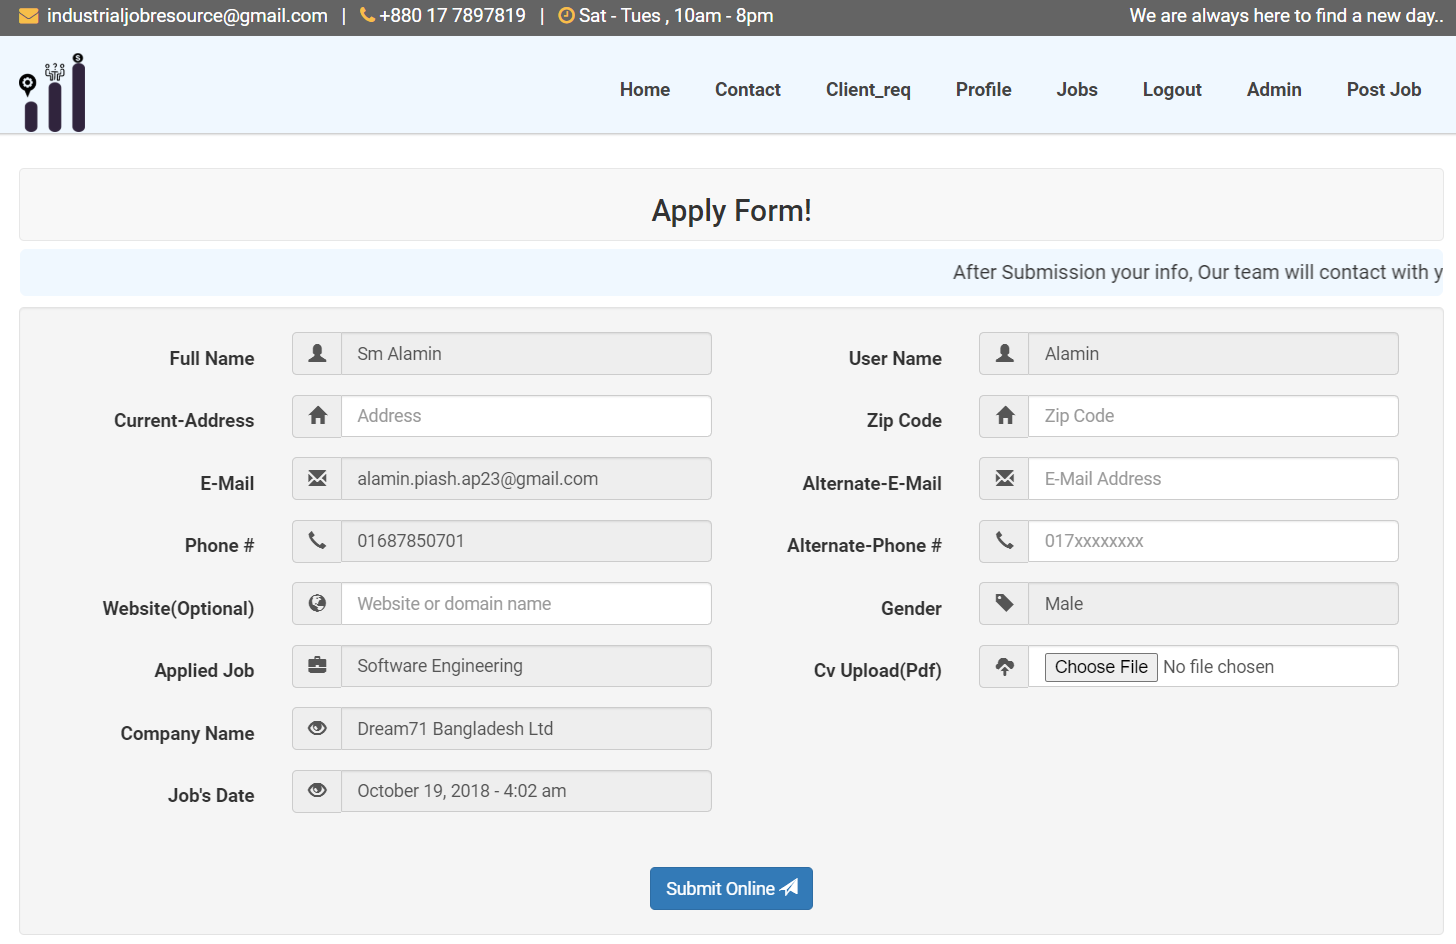 industrialjobresource@gmail.com | +880 17 7897819 | Sat - Tues , 10am - 8pm We are always here to find a new day..
Home Contact Client_req Profile Jobs Logout Admin Post Job
Apply Form!
After Submission your info, Our team will contact with y
Full Name Sm Alamin User Name Alamin
Current-Address Address Zip Code Zip Code
E-Mail alamin.piash.ap23@gmail.com Alternate-E-Mail E-Mail Address
Phone # 01687850701 Alternate-Phone # 017xxxxxxxx
Website(Optional) Website or domain name Gender Male
Applied Job Software Engineering Cv Upload(Pdf) Choose File No file chosen
Company Name Dream71 Bangladesh Ltd
Job's Date October 19, 2018 - 4:02 am
Submit Online